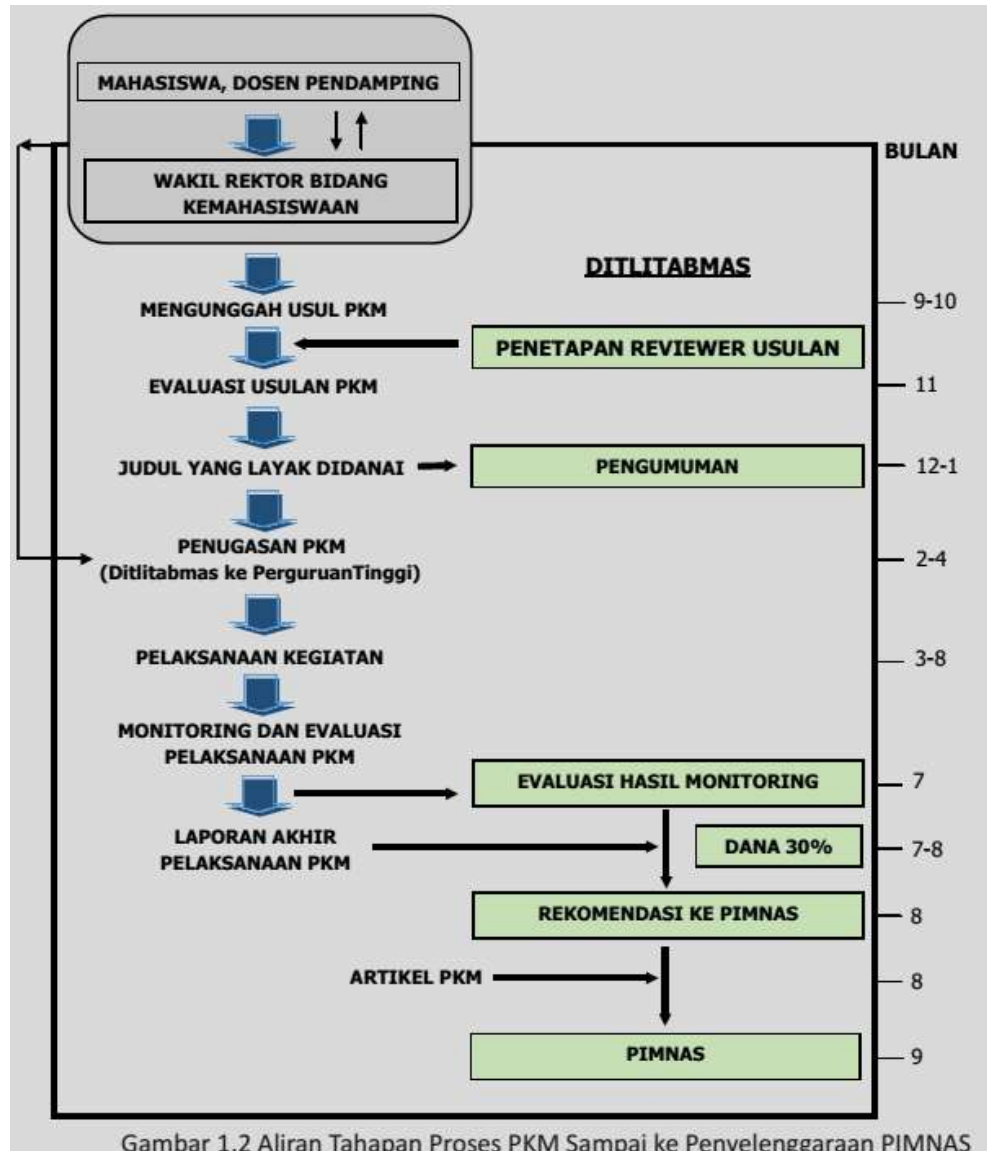 MAHASISWA, DOSEN PENDAMPING
WAKIL REKTOR BIDANG
KEMAHASISWAAN
BULAN
DITLITABMAS
MENGUNGGAH USUL PKM
9-10
PENETAPAN REVIEWER USULAN
EVALUASI USULAN PKM
11
JUDUL YANG LAYAK DIDANAI
PENGUMUMAN
12-1
PENUGASAN PKM
(Ditlitabmas ke PerguruanTinggi)
2-4
PELAKSANAAN KEGIATAN
3-8
MONITORING DAN EVALUASI
PELAKSANAAN PKM
EVALUASI HASIL MONITORING
7
LAPORAN AKHIR
PELAKSANAAN PKM
DANA 30%
7-8
REKOMENDASI KE PIMNAS
8
ARTIKEL PKM
8
PIMNAS
9
Gambar 1.2 Aliran Tahapan Proses PKM Sampai ke Penyelenggaraan PIMNAS